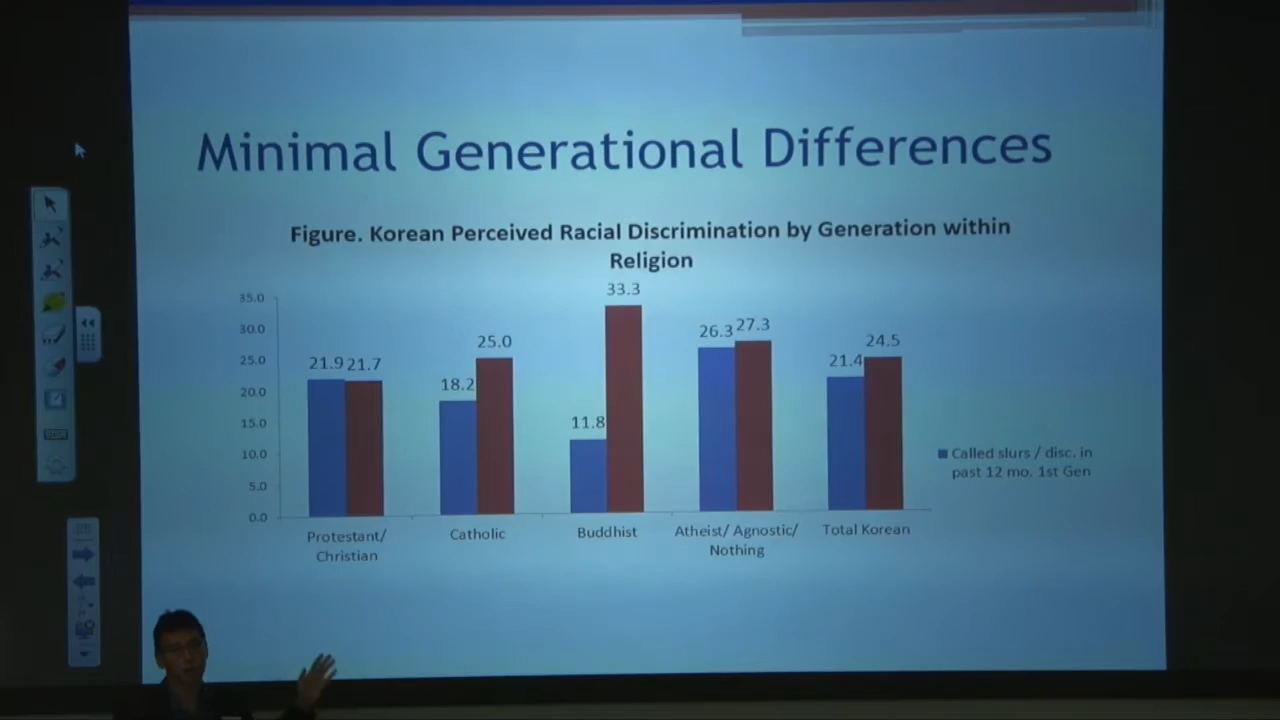 Minimal Generational Differences
Figure. Korean Perceived Racial Discrimination by Generation within
Religion
35.0
30.0
25.0
20.0
15.0
10.0
5.0
0.0
21.9 21.7
18.2 25.0
11.8 33.3
26.3 27.3
21.4 24.5
Protestant/
Christian
Catholic
Buddhist
Atheist/ Agnostic/
Nothing
Total Korean
Called slurs / disc. in
past 12 mo. 1st Gen